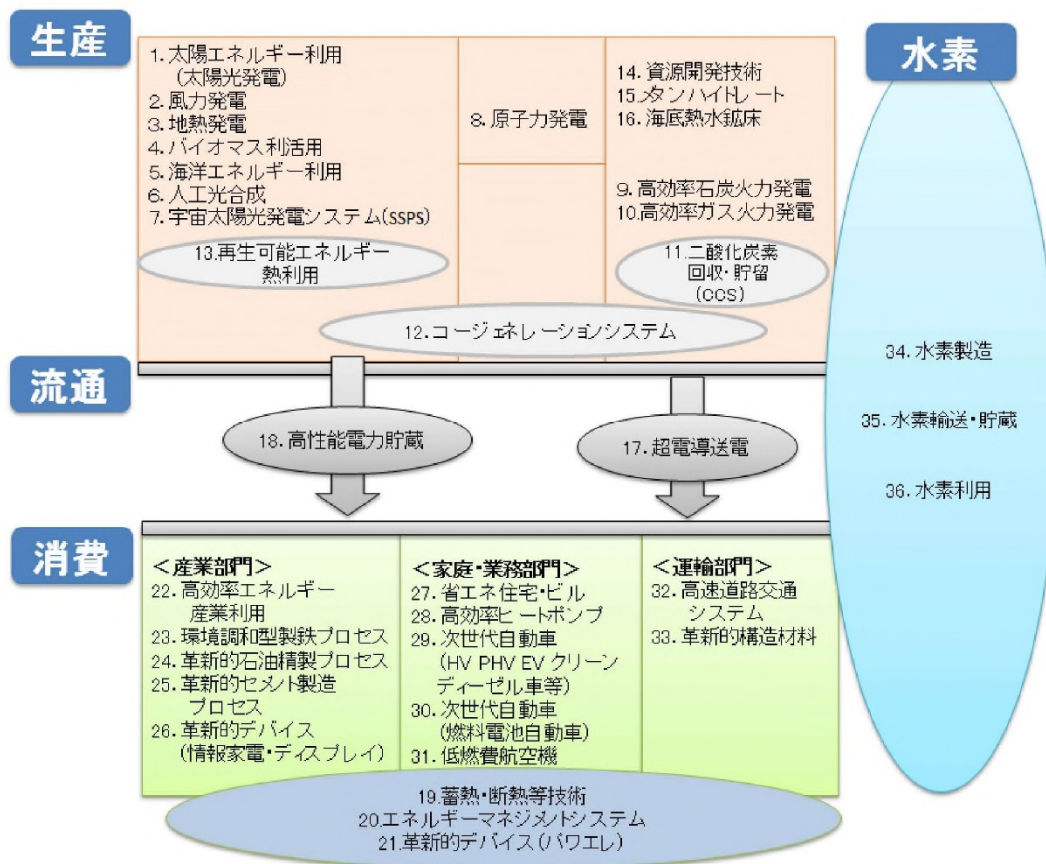 生産
1.太陽エネルギー利用
(太陽光発電)
2.風力発電
3.地熱発電
4.バイオマス利活用
5.海洋エネルギー利用
6.人工光合成
7.宇宙太陽光発電システム(SSPS)
13.再生可能エネルギー
熱利用
8.原子力発電
14.資源開発技術
15.メタンハイドレート
16.海底熱水鉱床
9.高効率石炭火力発電
10.高効率ガス火力発電
11.二酸化炭素
回収・貯留
(CCS)
12.コージェネレーションシステム
流通
18.高性能電力貯蔵
17.超電導送電
消費
<産業部門>
22.高効率エネルギー
産業利用
23.環境調和型製鉄プロセス
24.革新的石油精製プロセス
25.革新的セメント製造
プロセス
26.革新的デバイス
(情報家電・ディスプレイ)
<家庭・業務部門>
27.省エネ住宅・ビル
28.高効率ヒートポンプ
29.次世代自動車
(HV PHV EV クリーン
ディーゼル車等)
30.次世代自動車
(燃料電池自動車)
31.低燃費航空機
<運輸部門>
32.高速道路交通
システム
33.革新的構造材料
19.蓄熱・断熱等技術
20.エネルギーマネジメントシステム
21.革新的デバイス(パワエレ)
水素
34.水素製造
35.水素輸送・貯蔵
36.水素利用